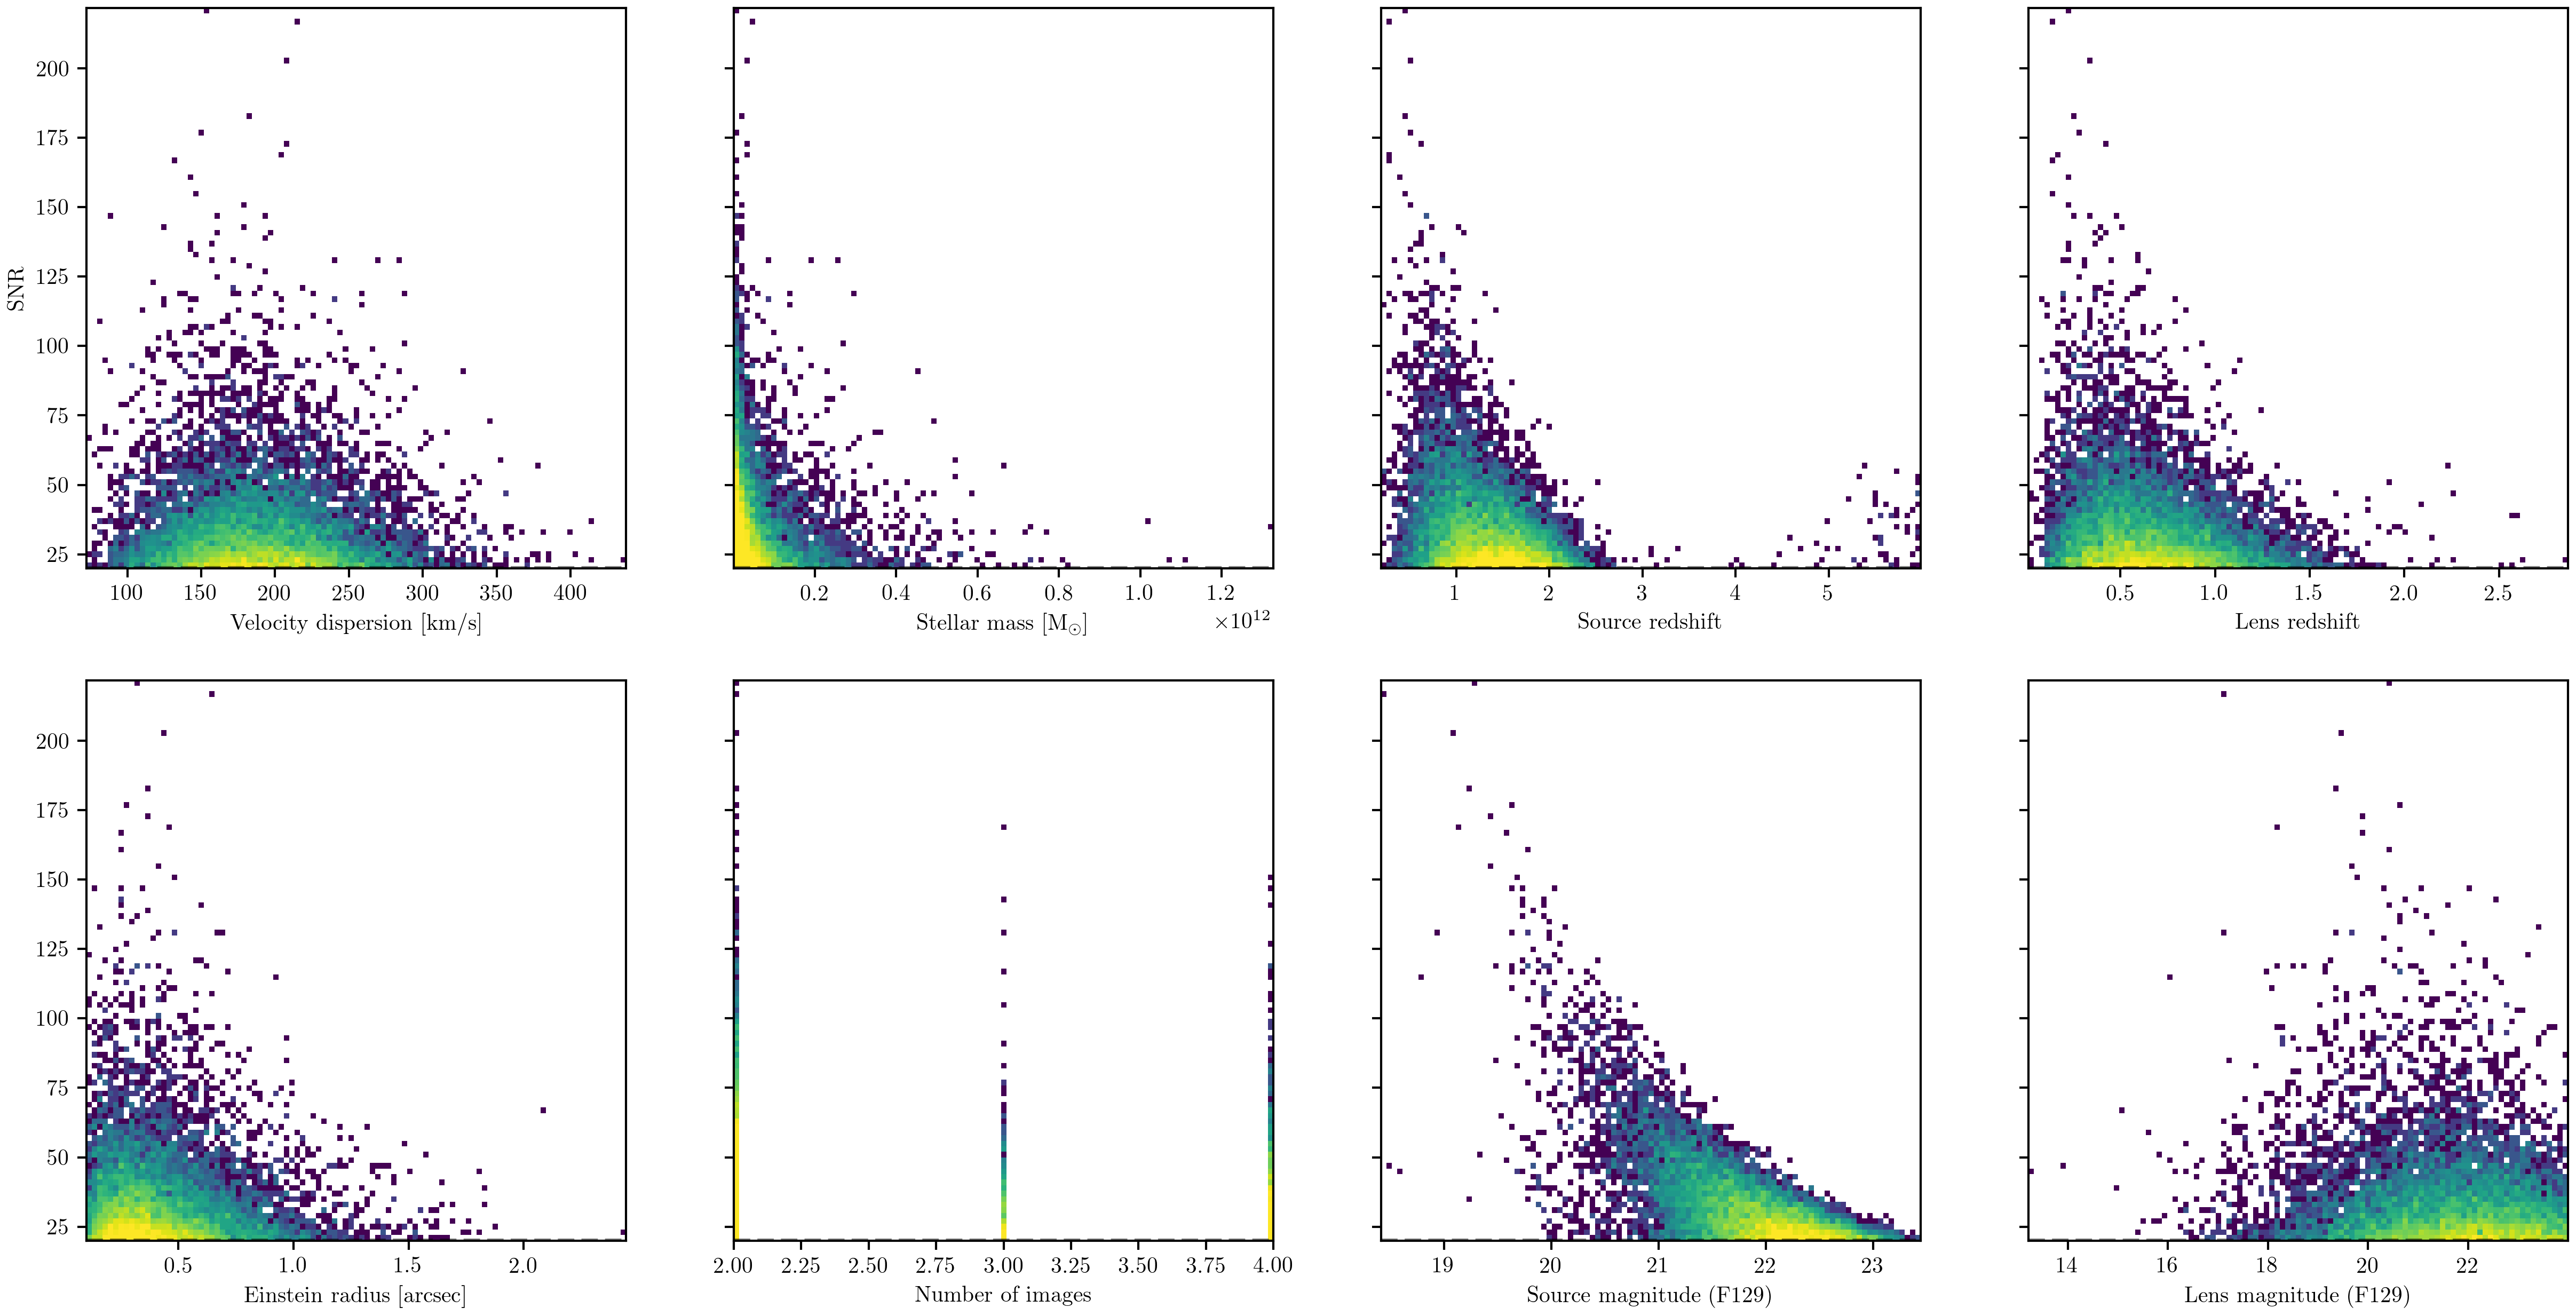 SNR
200
175
150
125
100
75
50
25
100 150 200 250 300 350 400
Velocity dispersion [km/s]
0.2 0.4 0.6 0.8 1.0 1.2
Stellar mass [M⊙]
×10¹²
1 2 3 4 5
Source redshift
0.5 1.0 1.5 2.0 2.5
Lens redshift
200
175
150
125
100
75
50
25
0.5 1.0 1.5 2.0
Einstein radius [arcsec]
2.00 2.25 2.50 2.75 3.00 3.25 3.50 3.75 4.00
Number of images
19 20 21 22 23
Source magnitude (F129)
14 16 18 20 22
Lens magnitude (F129)